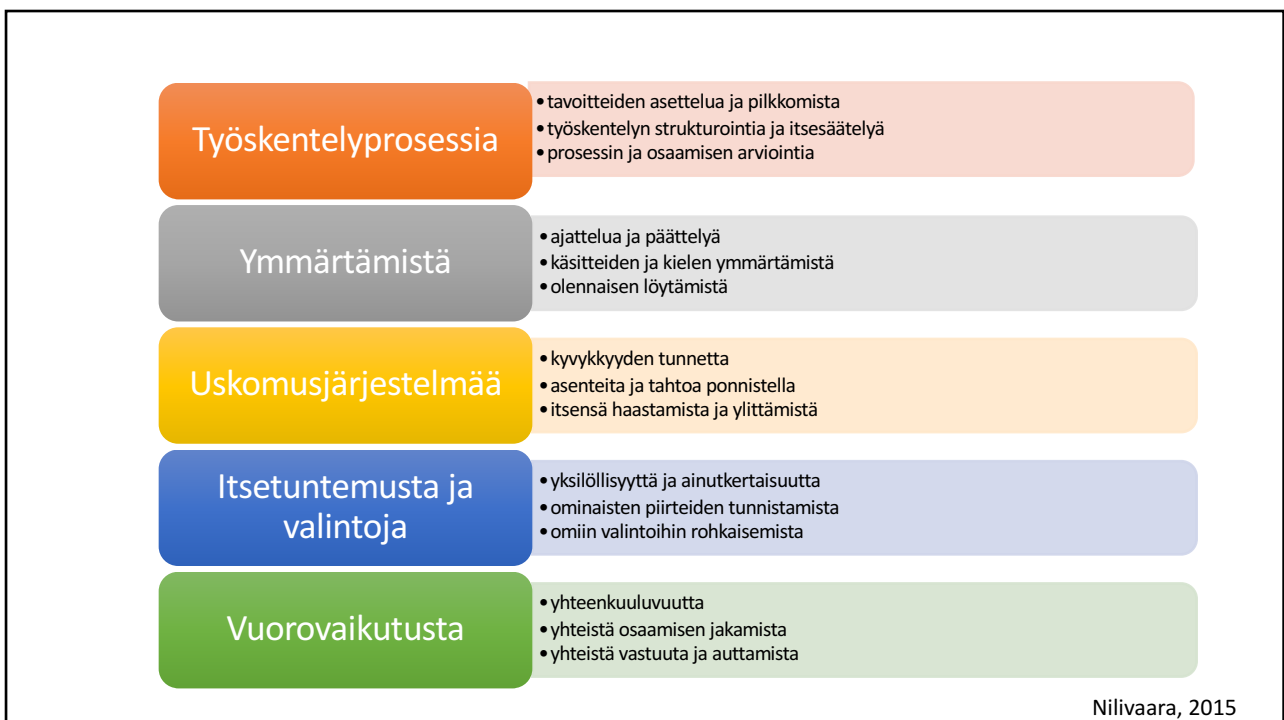 Työskentelyprosessia
• tavoitteiden asettelua ja pilkkomista
• työskentelyn strukturointia ja itsesäätelyä
• prosessin ja osaamisen arviointia
Ymmärtämistä
• ajattelua ja päättelyä
• käsitteiden ja kielen ymmärtämistä
• olennaisen löytämistä
Uskomusjärjestelmää
• kyvykkyyden tunnetta
• asenteita ja tahtoa ponnistella
• itsensä haastamista ja ylittämistä
Itsetuntemusta ja
valintoja
• yksilöllisyyttä ja ainutkertaisuutta
• ominaisten piirteiden tunnistamista
• omiin valintoihin rohkaisemista
Vuorovaikutusta
• yhteenkuuluvuutta
• yhteistä osaamisen jakamista
• yhteistä vastuuta ja auttamista
Nilivaara, 2015